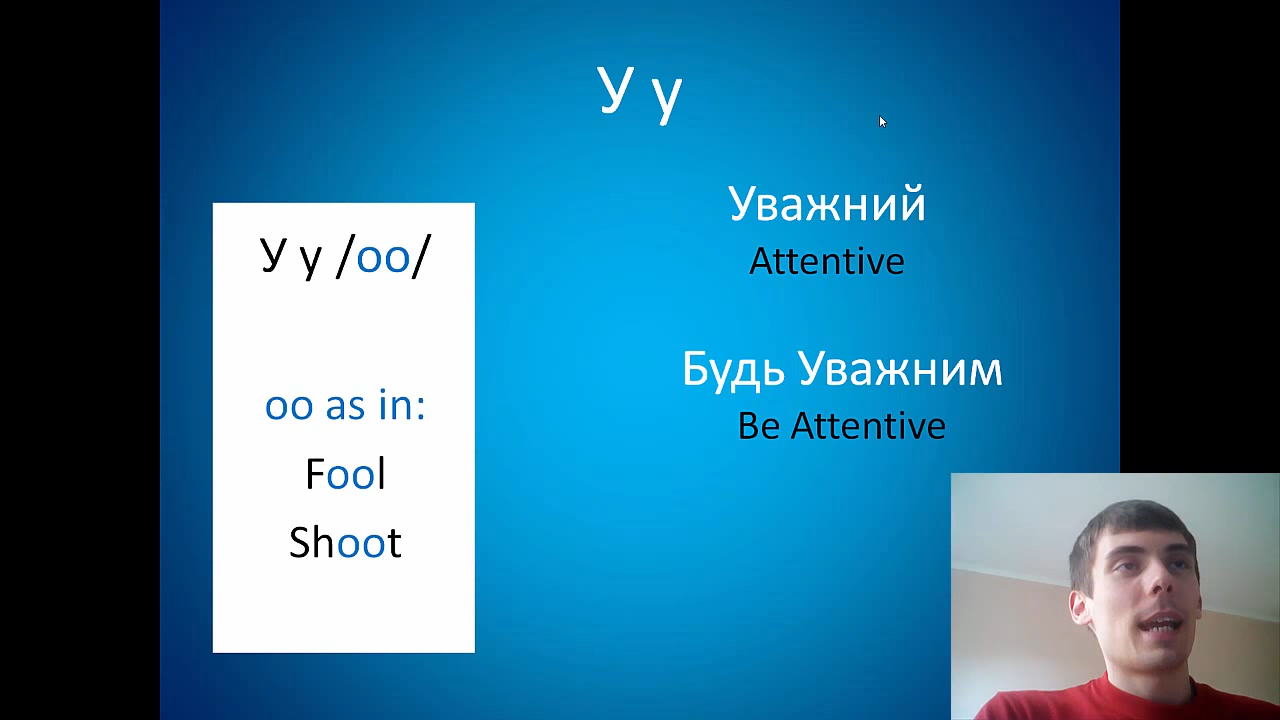 У у
У у /oo/
oo as in:
Fool
Shoot
Уважний
Attentive
Будь Уважним
Be Attentive